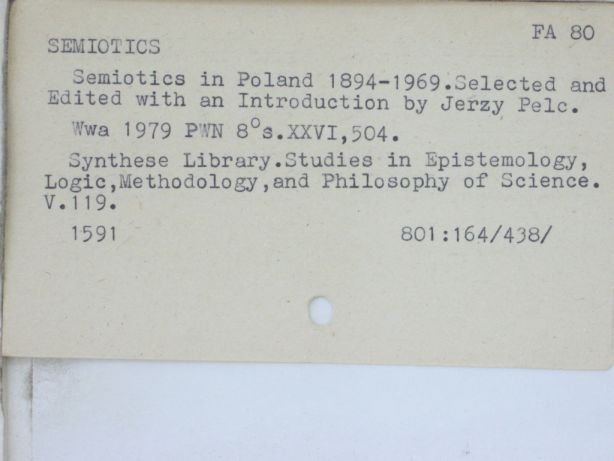 FA 80
SEMIOTICS
Semiotics in Poland 1894-1969.Selected and
Edited with an Introduction by Jerzy Pelc.
Wwa 1979 PWN 8°s.XXVI,504.
Synthese Library.Studies in Epistemology,
Logic,Methodology,and Philosophy of Science.
V.119.
1591 801:164/438/